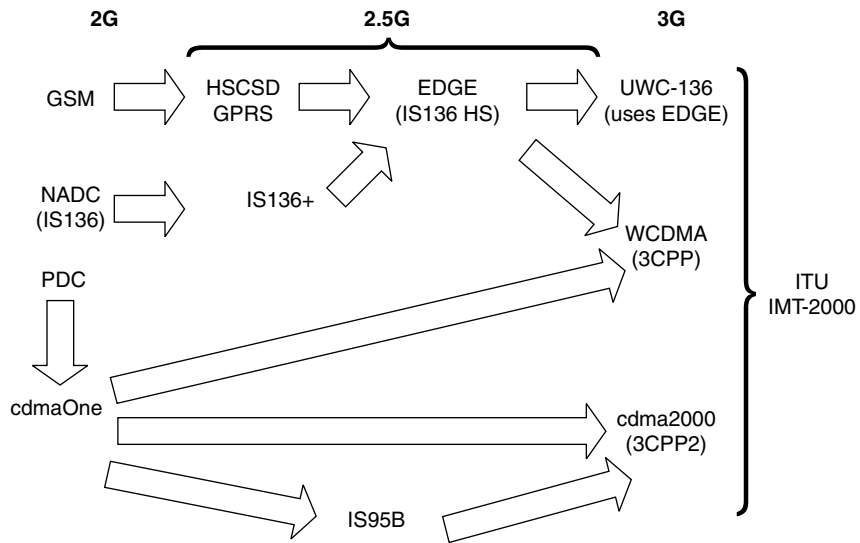 2G 2.5G 3G
GSM
HSCSD
GPRS
EDGE
(IS136 HS)
UWC-136
(uses EDGE)
NADC
(IS136)
IS136+
WCDMA
(3CPP)
PDC
ITU
IMT-2000
cdmaOne
cdma2000
(3CPP2)
IS95B